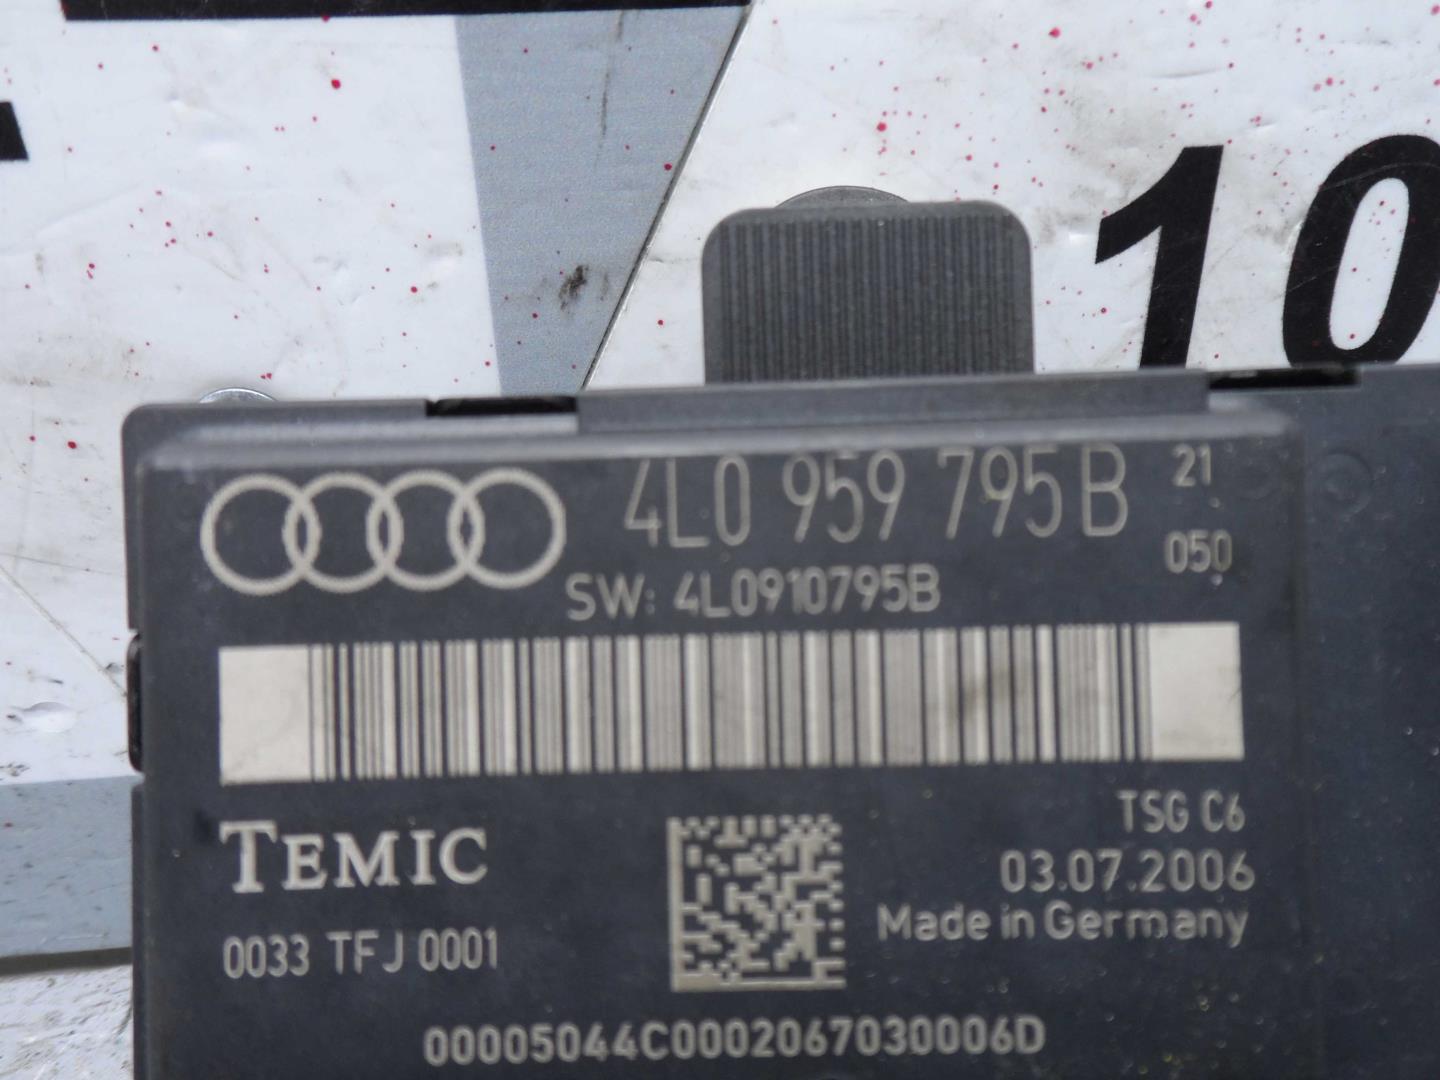 10
4L0 959 795 B 21
050
SW: 4L0910795B
TEMIC
TSG C6
03.07.2006
Made in Germany
0033 TFJ 0001
00005044C0002067030006D